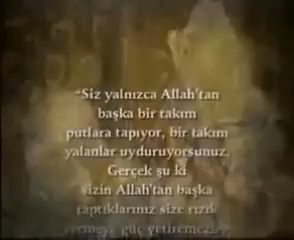 “Siz yalnızca Allah'tan
başka bir takım
putlara tapıyor, bir takım
yalanlar uyduruyorsunuz.
Gerçek şu ki
sizin Allah'tan başka
taptıklarınız size rızık
vermeye güç yetiremezler,